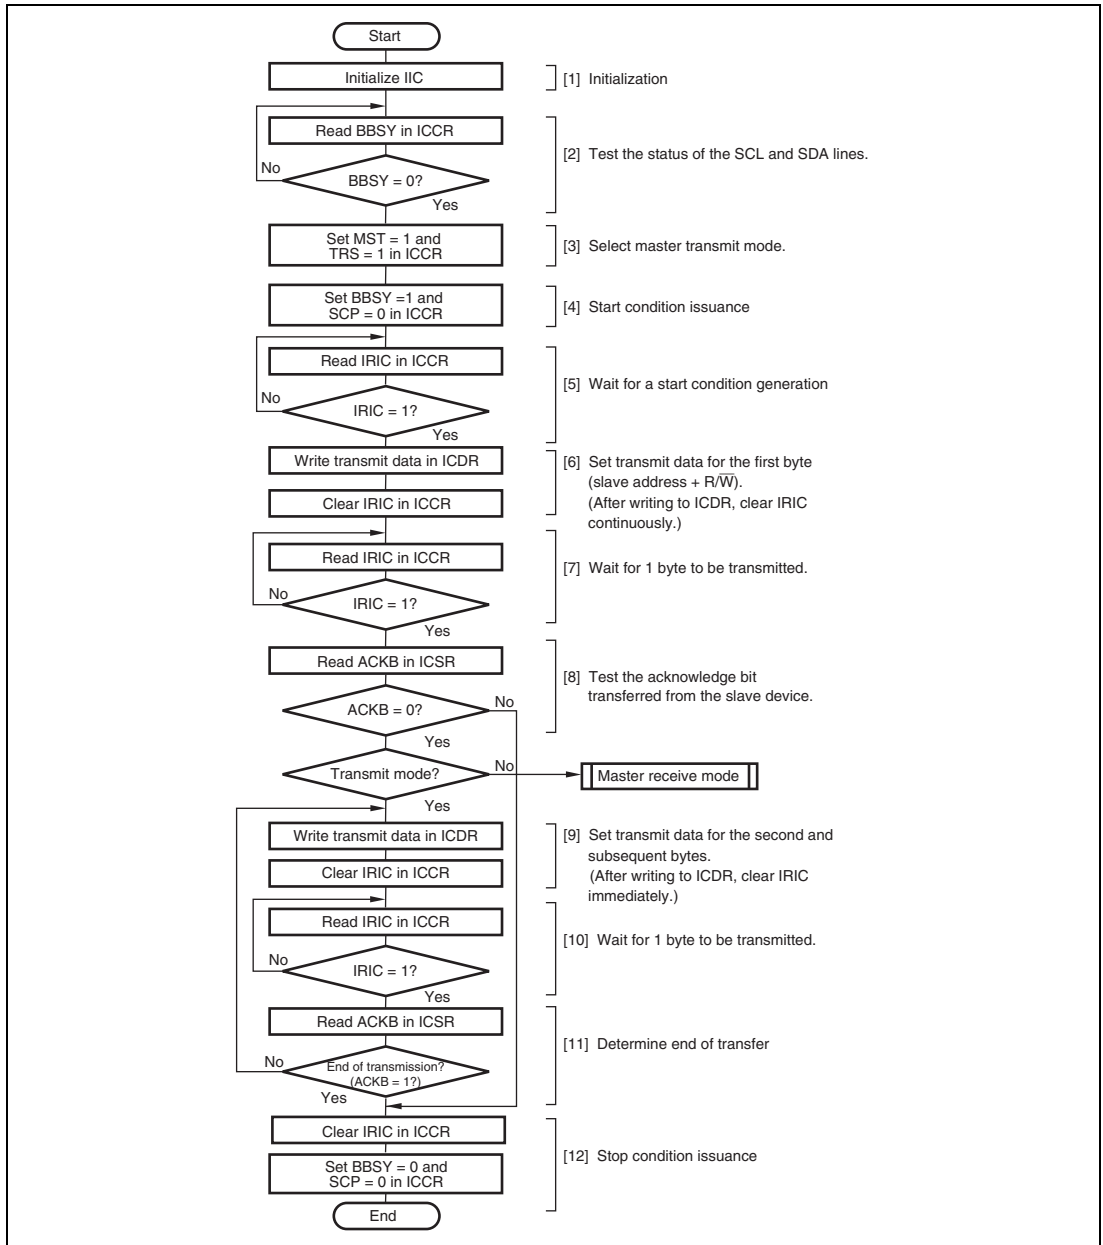 Start
Initialize IIC
[1] Initialization
Read BBSY in ICCR
[2] Test the status of the SCL and SDA lines.
No
BBSY = 0?
Yes
Set MST = 1 and
TRS = 1 in ICCR
[3] Select master transmit mode.
Set BBSY =1 and
SCP = 0 in ICCR
[4] Start condition issuance
Read IRIC in ICCR
[5] Wait for a start condition generation
No
IRIC = 1?
Yes
Write transmit data in ICDR
[6] Set transmit data for the first byte
(slave address + R/W̅).
(After writing to ICDR, clear IRIC
continuously.)
Clear IRIC in ICCR
Read IRIC in ICCR
[7] Wait for 1 byte to be transmitted.
No
IRIC = 1?
Yes
Read ACKB in ICSR
[8] Test the acknowledge bit
transferred from the slave device.
ACKB = 0?
No
Yes
Transmit mode?
No
Master receive mode
Yes
Write transmit data in ICDR
[9] Set transmit data for the second and
subsequent bytes.
(After writing to ICDR, clear IRIC
immediately.)
Clear IRIC in ICCR
Read IRIC in ICCR
[10] Wait for 1 byte to be transmitted.
No
IRIC = 1?
Yes
Read ACKB in ICSR
[11] Determine end of transfer
No
End of transmission?
(ACKB = 1?)
Yes
Clear IRIC in ICCR
[12] Stop condition issuance
Set BBSY = 0 and
SCP = 0 in ICCR
End